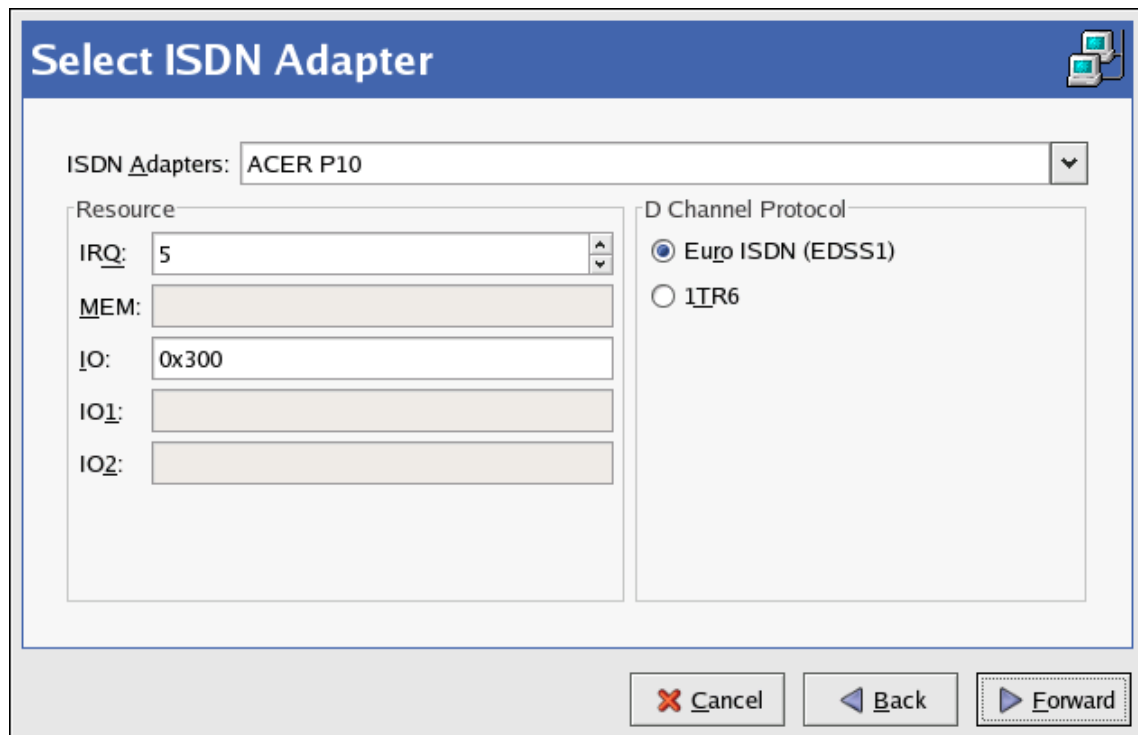 Select ISDN Adapter
ISDN Adapters: ACER P10
Resource
IRQ: 5
MEM:
IO: 0x300
IO1:
IO2:
D Channel Protocol
Euro ISDN (EDSS1)
1TR6
Cancel
Back
Forward